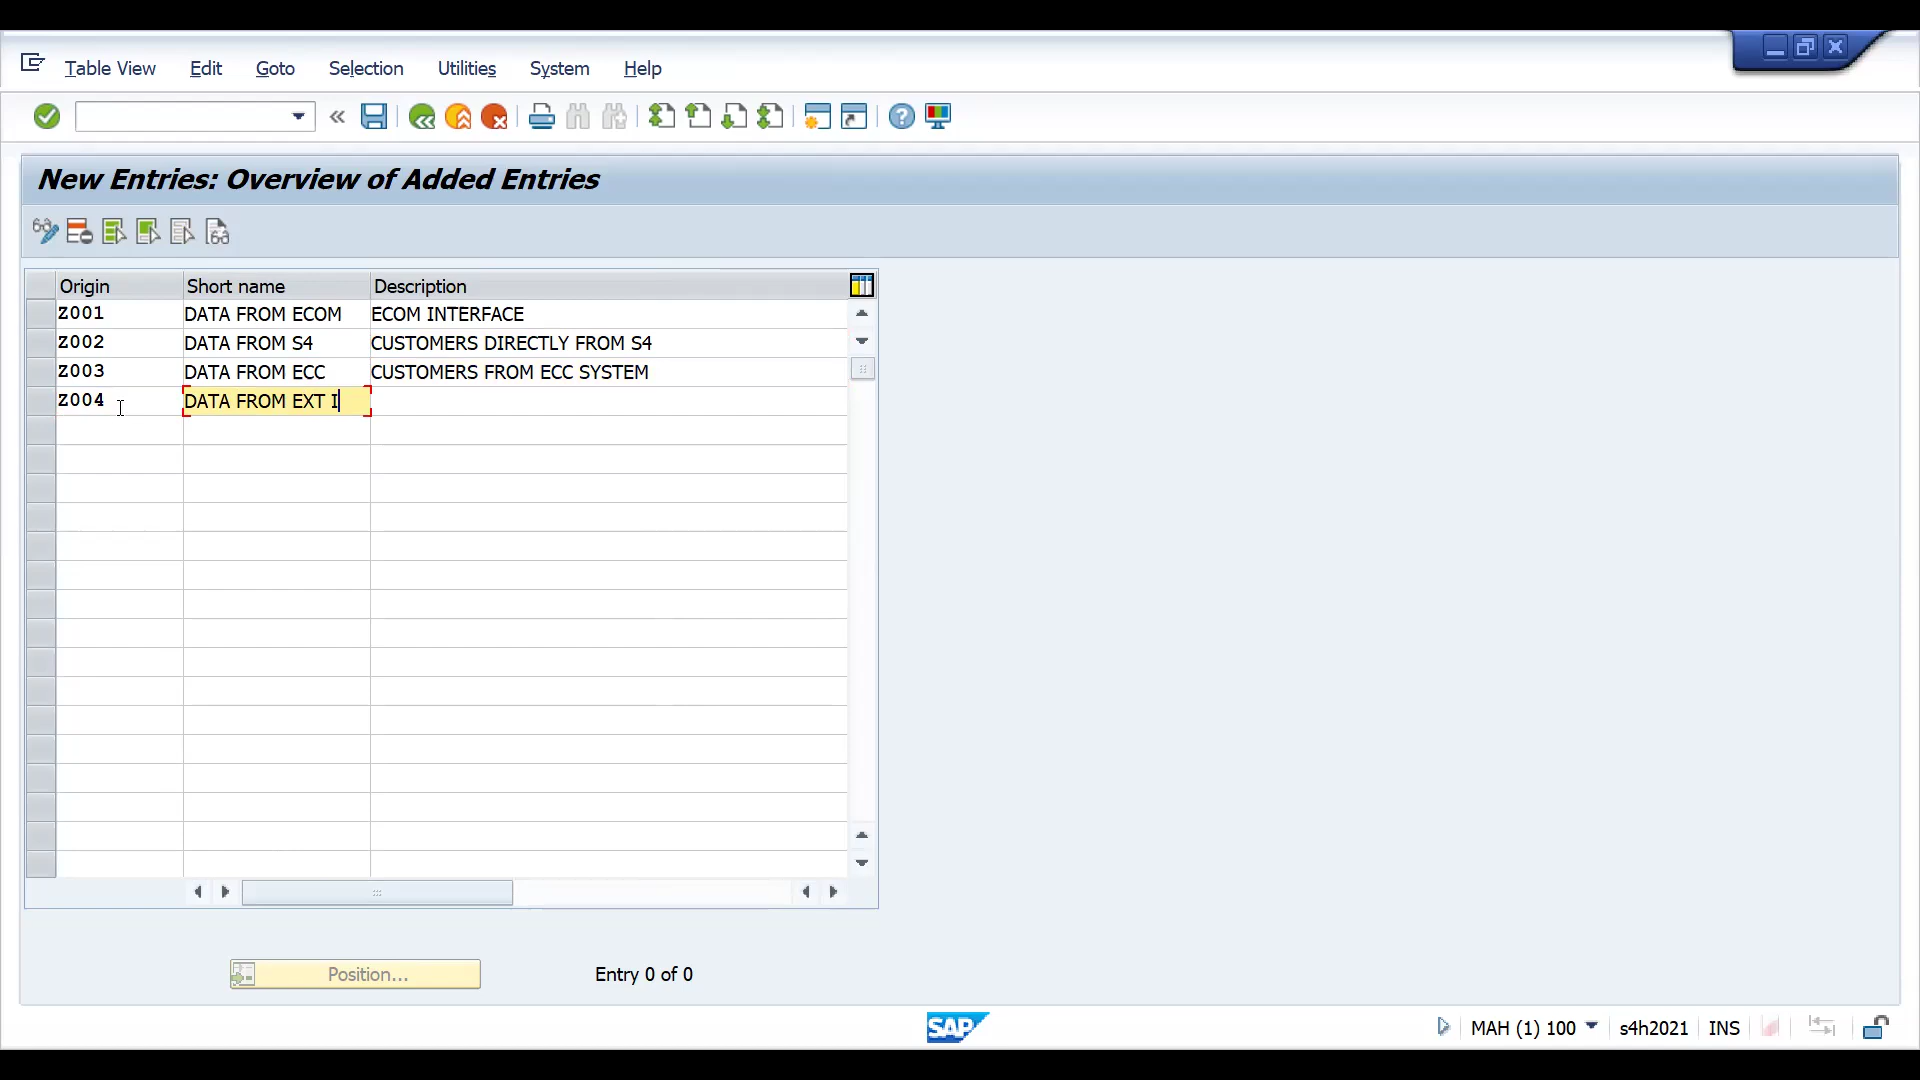 Table View Edit Goto Selection Utilities System Help
New Entries: Overview of Added Entries
Origin Short name Description
Z001 DATA FROM ECOM ECOM INTERFACE
Z002 DATA FROM S4 CUSTOMERS DIRECTLY FROM S4
Z003 DATA FROM ECC CUSTOMERS FROM ECC SYSTEM
Z004 DATA FROM EXT I
Position... Entry 0 of 0
SAP MAH (1) 100 s4h2021 INS